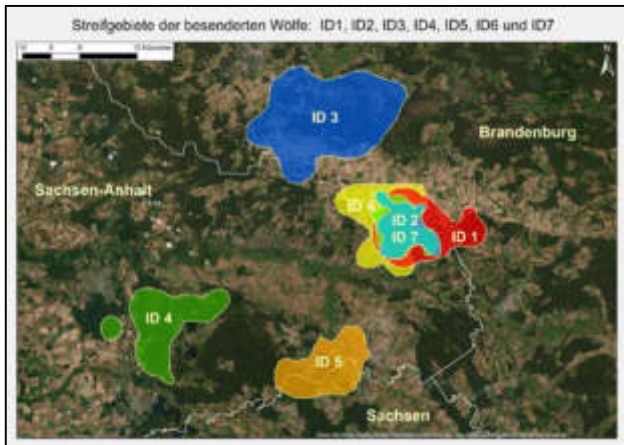 Streifgebiete der besenderten Wölfe: ID1, ID2, ID3, ID4, ID5, ID6 und ID7
N
ID 3
Brandenburg
Sachsen-Anhalt
ID 6
ID 2
ID 7
ID 1
ID 4
ID 5
Sachsen